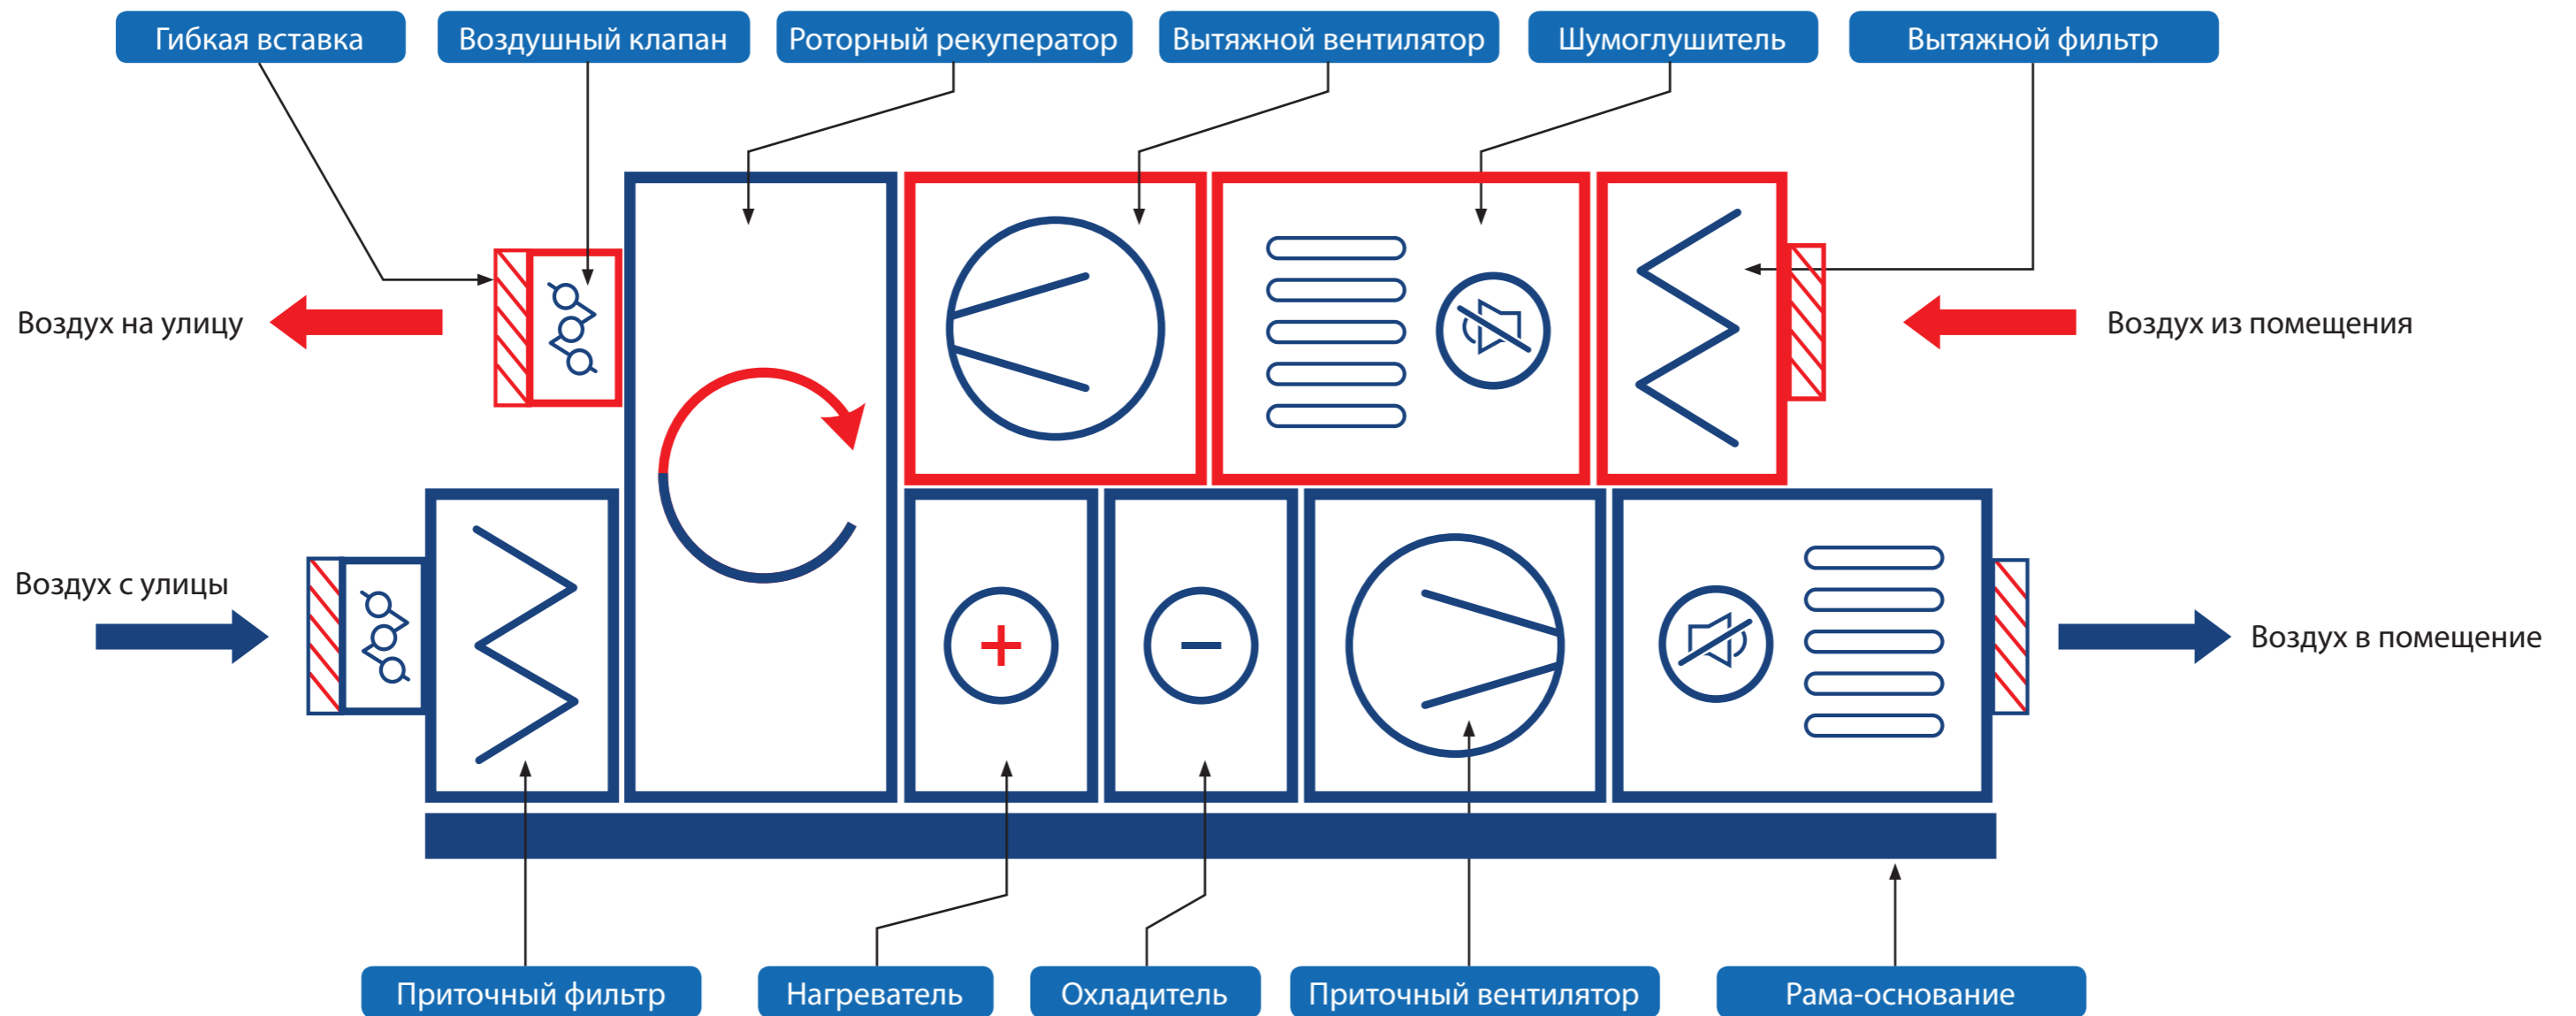 Гибкая вставка
Воздушный клапан
Роторный рекуператор
Вытяжной вентилятор
Шумоглушитель
Вытяжной фильтр
Воздух на улицу
Воздух из помещения
Воздух с улицы
Воздух в помещение
Приточный фильтр
Нагреватель
Охладитель
Приточный вентилятор
Рама-основание